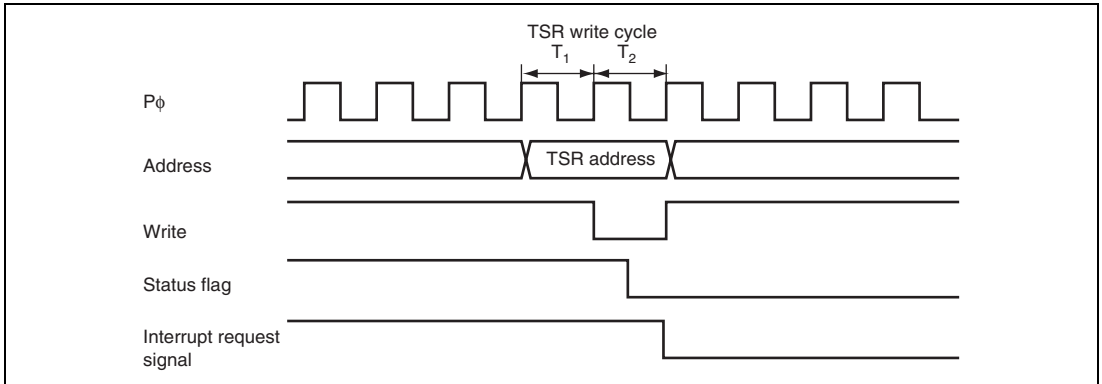 TSR write cycle
T1 T2
Pϕ
Address
TSR address
Write
Status flag
Interrupt request
signal